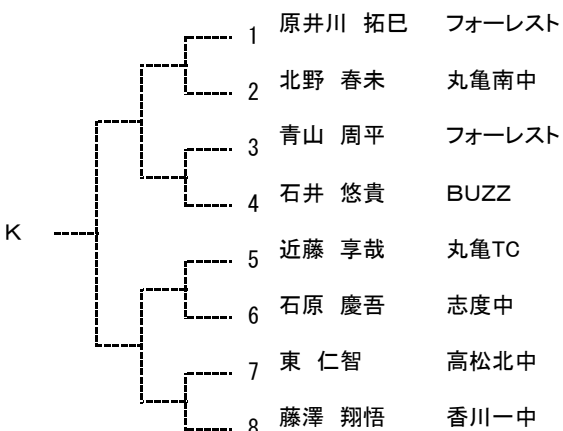 1 原井川 拓巳 フォーレスト
2 北野 春未 丸亀南中
3 青山 周平 フォーレスト
4 石井 悠貴 BUZZ
K
5 近藤 享哉 丸亀TC
6 石原 慶吾 志度中
7 東 仁智 高松北中
8 藤澤 翔悟 香川一中